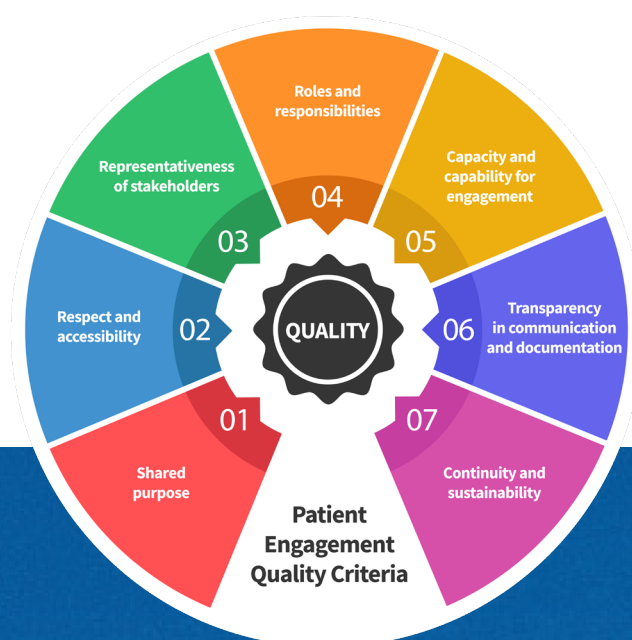 Roles and
responsibilities
04
Capacity and
capability for
engagement
05
Representativeness
of stakeholders
03
Respect and
accessibility
02
QUALITY
06
Transparency
in communication
and documentation
01
Shared
purpose
07
Continuity and
sustainability
Patient
Engagement
Quality Criteria